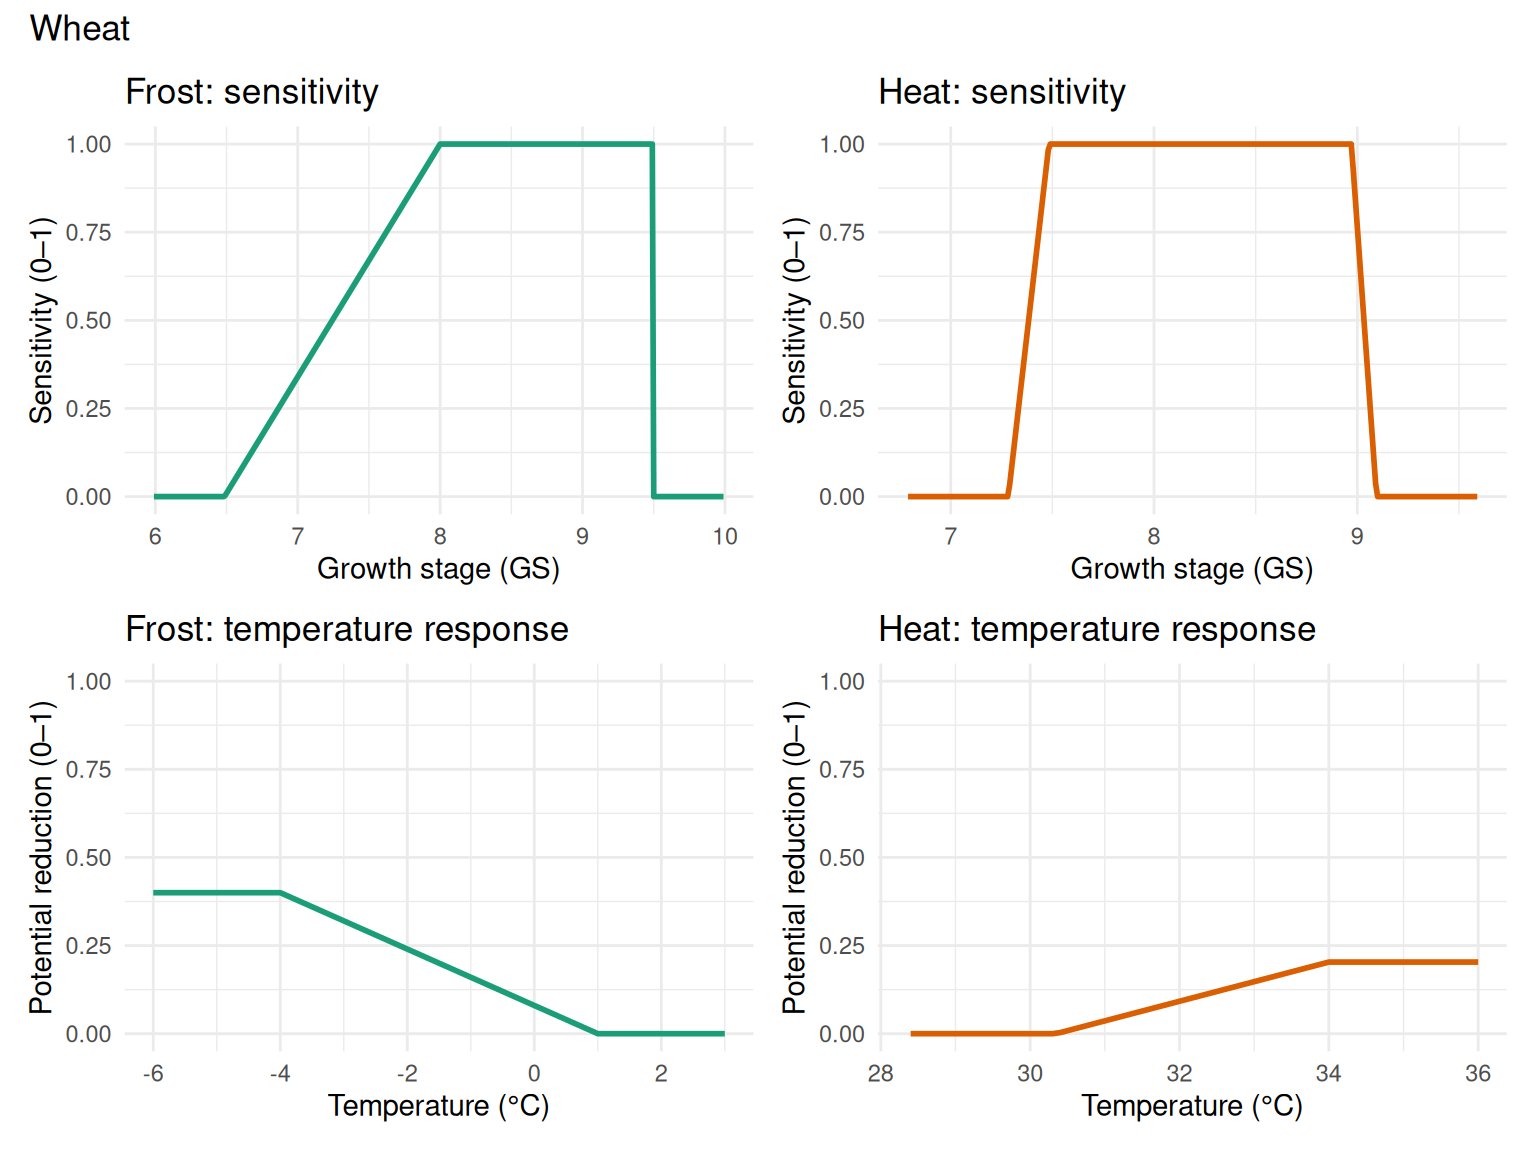 Wheat
Frost: sensitivity
1.00
0.75
0.50
0.25
0.00
Sensitivity (0–1)
6 7 8 9 10
Growth stage (GS)
Heat: sensitivity
1.00
0.75
0.50
0.25
0.00
Sensitivity (0–1)
7 8 9
Growth stage (GS)
Frost: temperature response
1.00
0.75
0.50
0.25
0.00
Potential reduction (0–1)
-6 -4 -2 0 2
Temperature (°C)
Heat: temperature response
1.00
0.75
0.50
0.25
0.00
Potential reduction (0–1)
28 30 32 34 36
Temperature (°C)